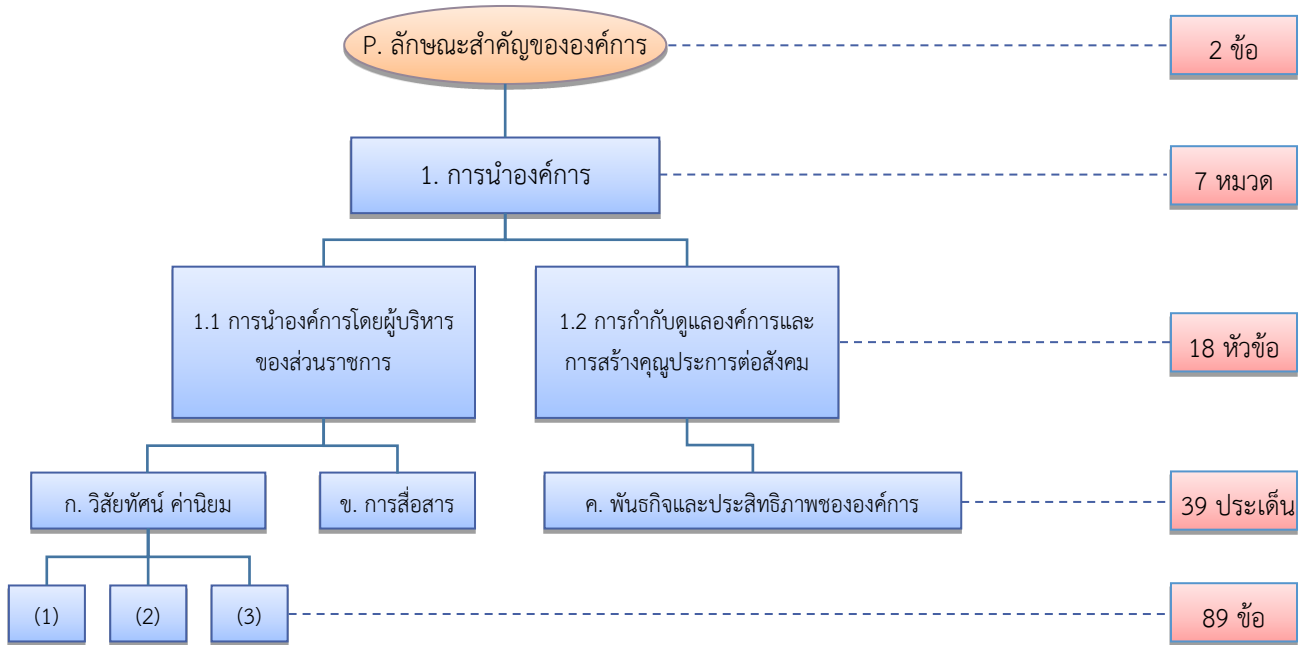 P. ลักษณะสำคัญขององค์การ
2 ข้อ
1. การนำองค์การ
7 หมวด
1.1 การนำองค์การโดยผู้บริหาร
ของส่วนราชการ
1.2 การกำกับดูแลองค์การและ
การสร้างคุณูประการต่อสังคม
18 หัวข้อ
ก. วิสัยทัศน์ ค่านิยม
ข. การสื่อสาร
ค. พันธกิจและประสิทธิภาพชององค์การ
39 ประเด็น
(1)
(2)
(3)
89 ข้อ